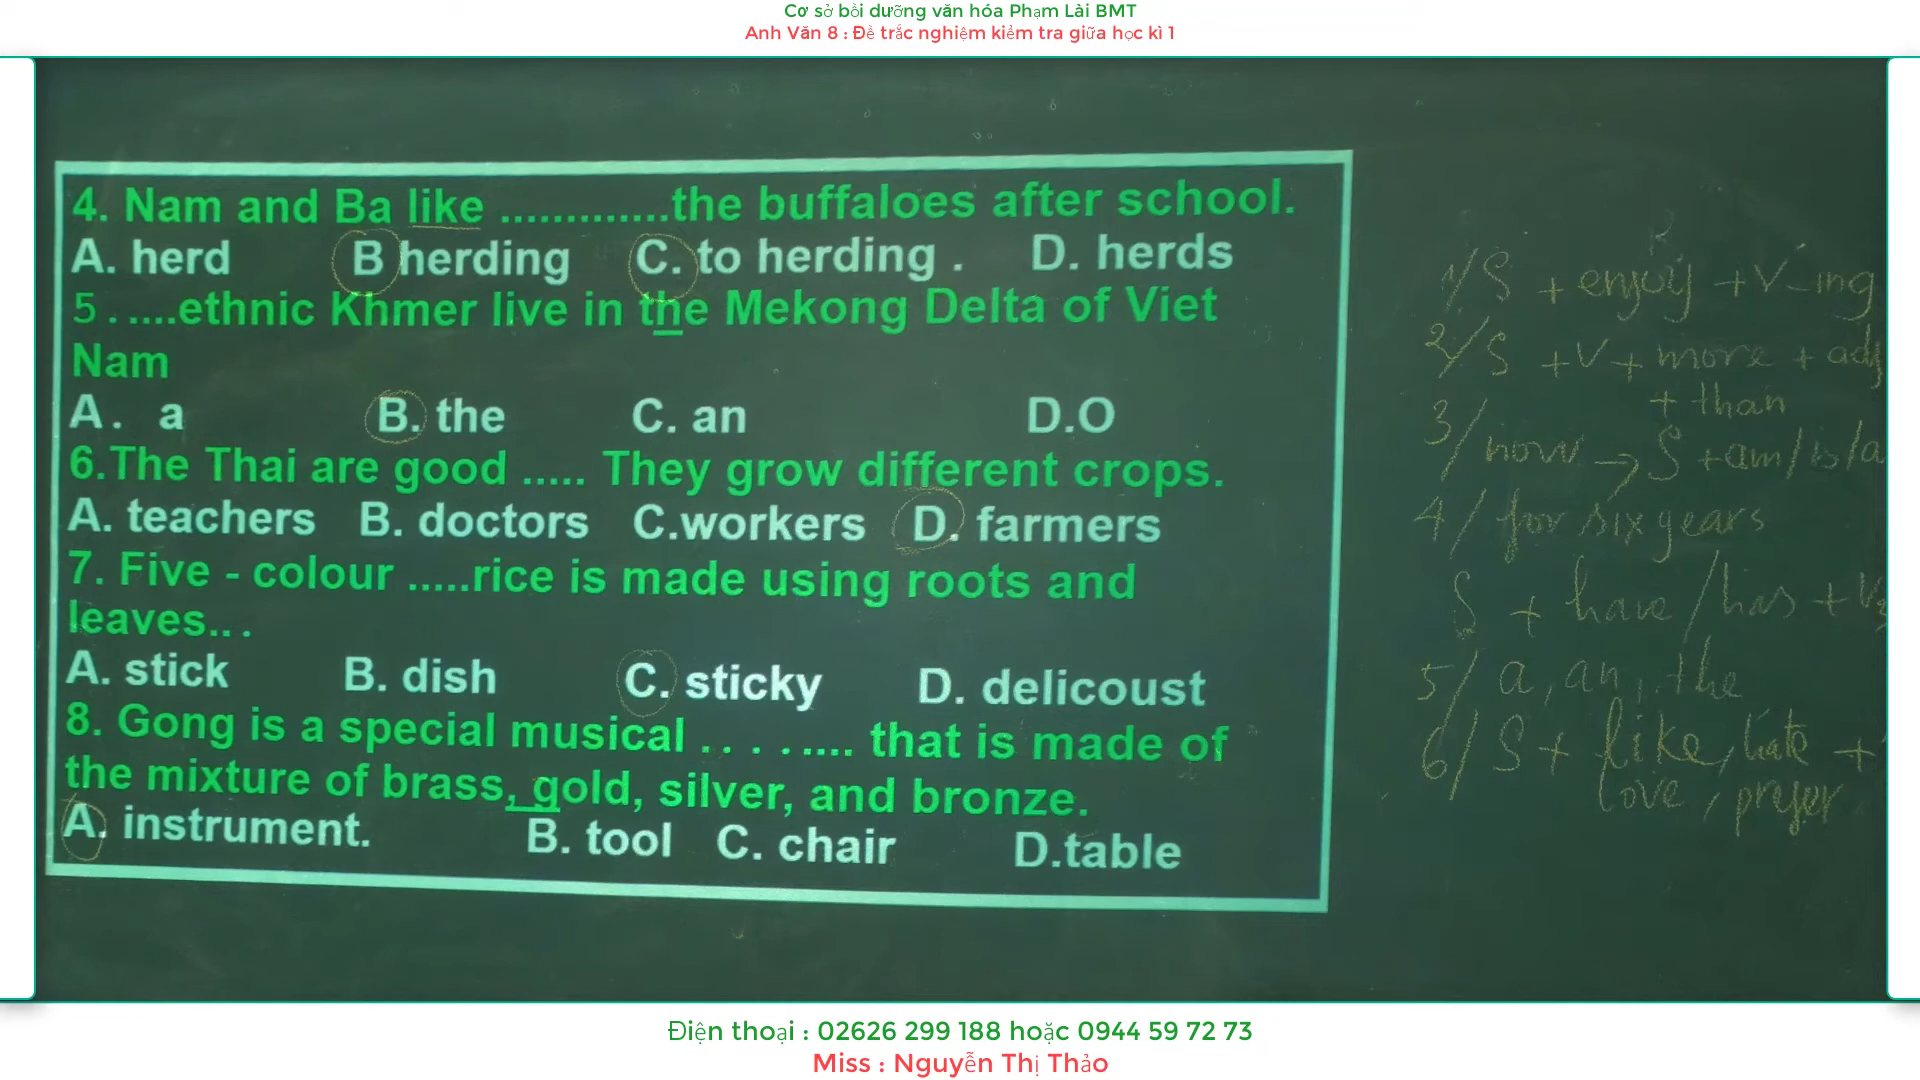 Cơ sở bồi dưỡng văn hóa Phạm Lài BMT
Anh Văn 8 : Đề trắc nghiệm kiểm tra giữa học kì 1
4. Nam and Ba like .............the buffaloes after school.
A. herd B herding C. to herding . D. herds
5 . ....ethnic Khmer live in the Mekong Delta of Viet
Nam
A . a B. the C. an D.O
6.The Thai are good ..... They grow different crops.
A. teachers B. doctors C.workers D. farmers
7. Five - colour .....rice is made using roots and
leaves.. .
A. stick B. dish C. sticky D. delicoust
8. Gong is a special musical . . . . .... that is made of
the mixture of brass, gold, silver, and bronze.
A. instrument. B. tool C. chair D.table
1/ S + enjoy + V-ing
2/ S + V + more + adj
+ than
3/ now → S + am/is/a
4/ for six years
S + have/has + V3
5/ a, an, the
6/ S + like, hate +
love, prefer
Điện thoại : 02626 299 188 hoặc 0944 59 72 73
Miss : Nguyễn Thị Thảo